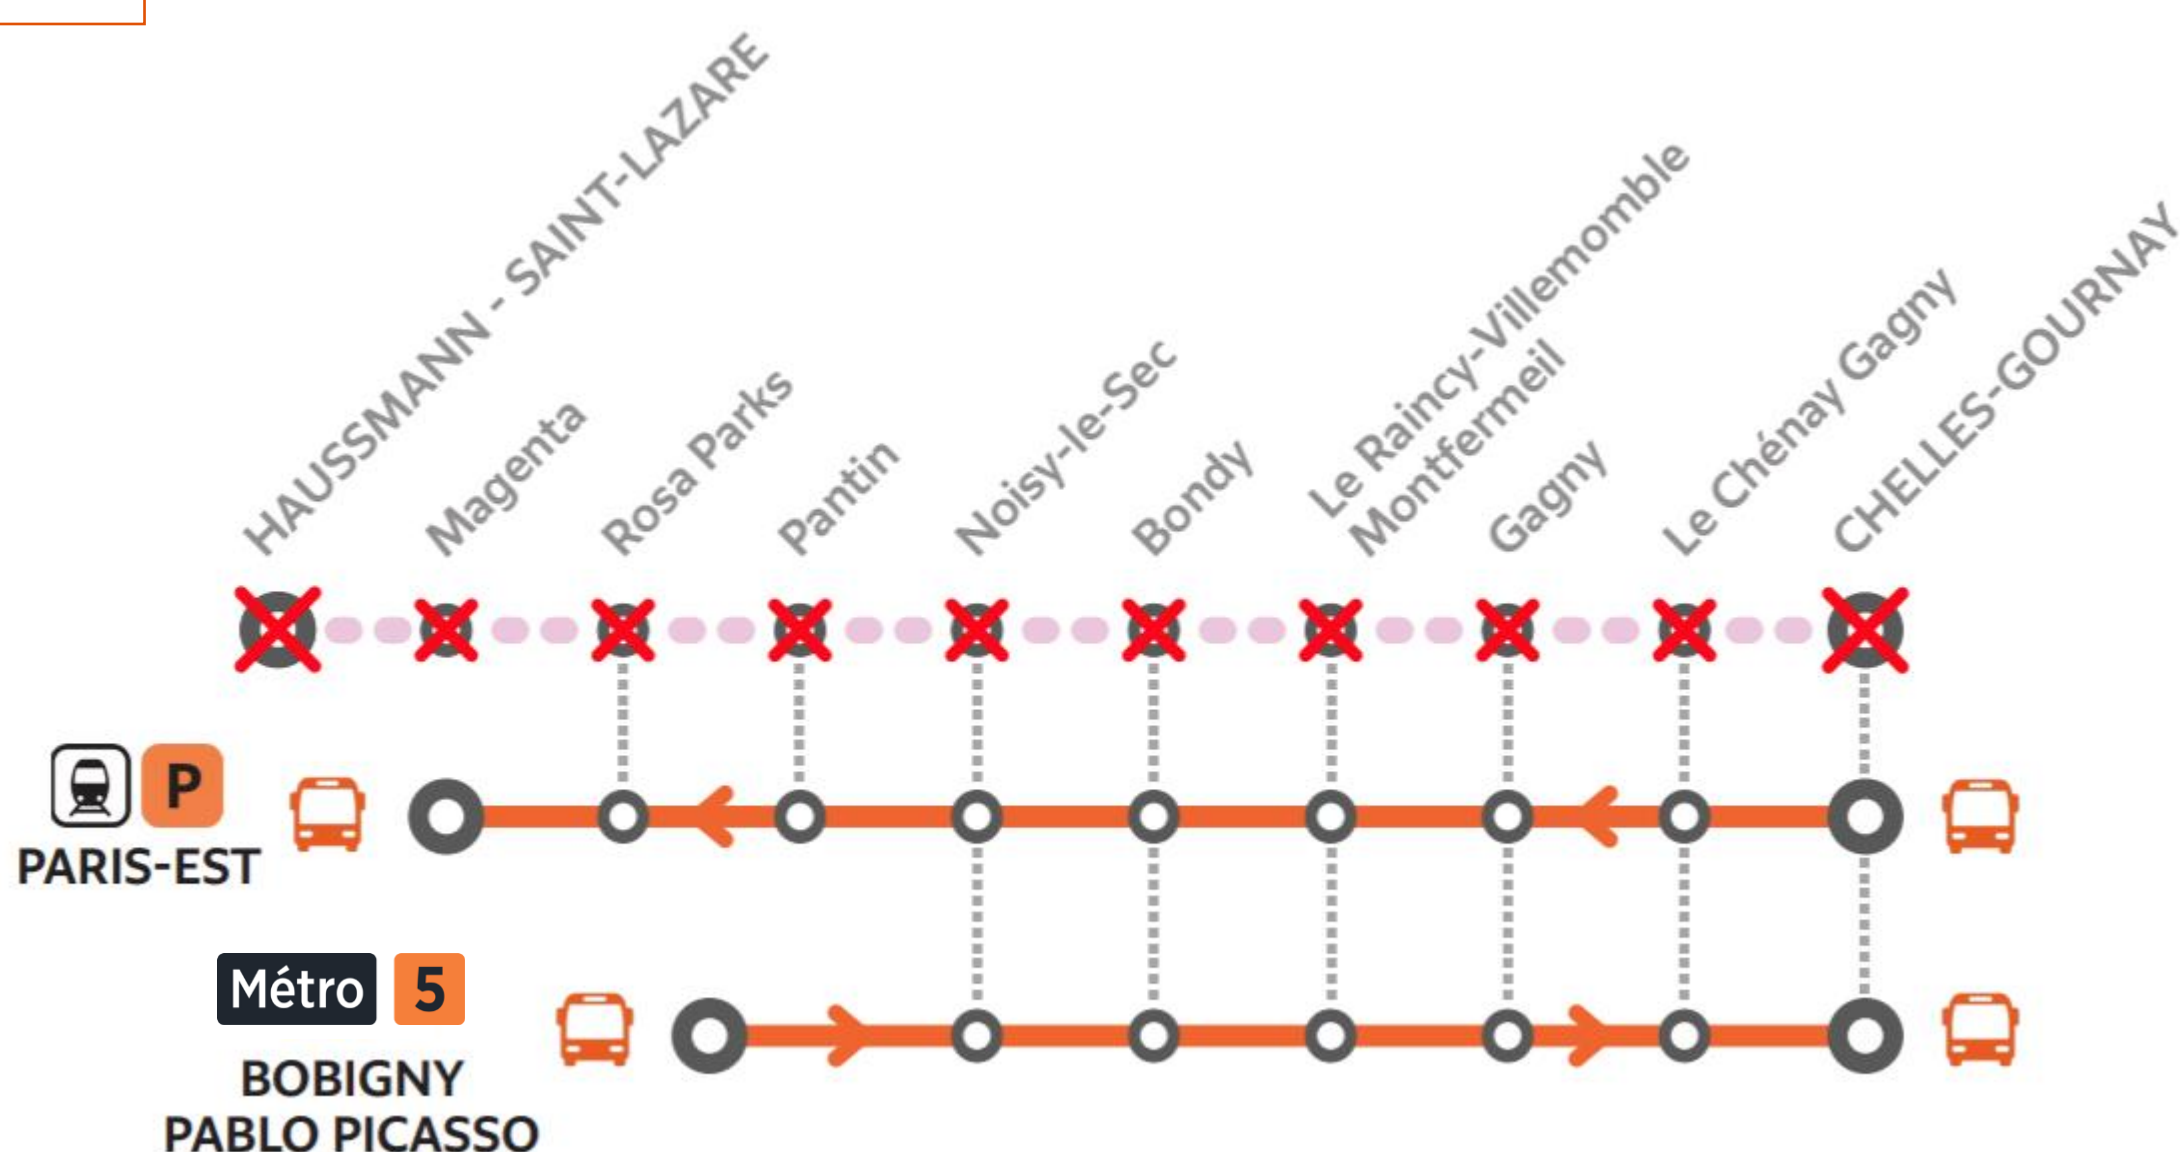 HAUSSMANN - SAINT-LAZARE
Magenta
Rosa Parks
Pantin
Noisy-le-Sec
Bondy
Le Raincy-Villemomble
Montfermeil
Gagny
Le Chénay Gagny
CHELLES-GOURNAY
P
PARIS-EST
Métro 5
BOBIGNY
PABLO PICASSO